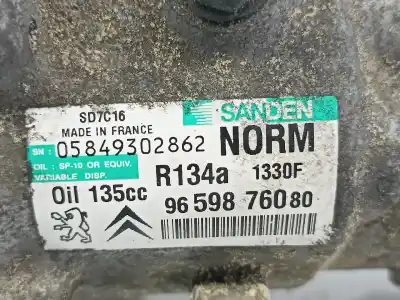 SD7C16
SANDEN
MADE IN FRANCE
SN: 05849302862
NORM
OIL : SP-10 OR EQUIV.
VARIABLE DISP.
R134a
1330F
Oil 135cc
96 598 760 80